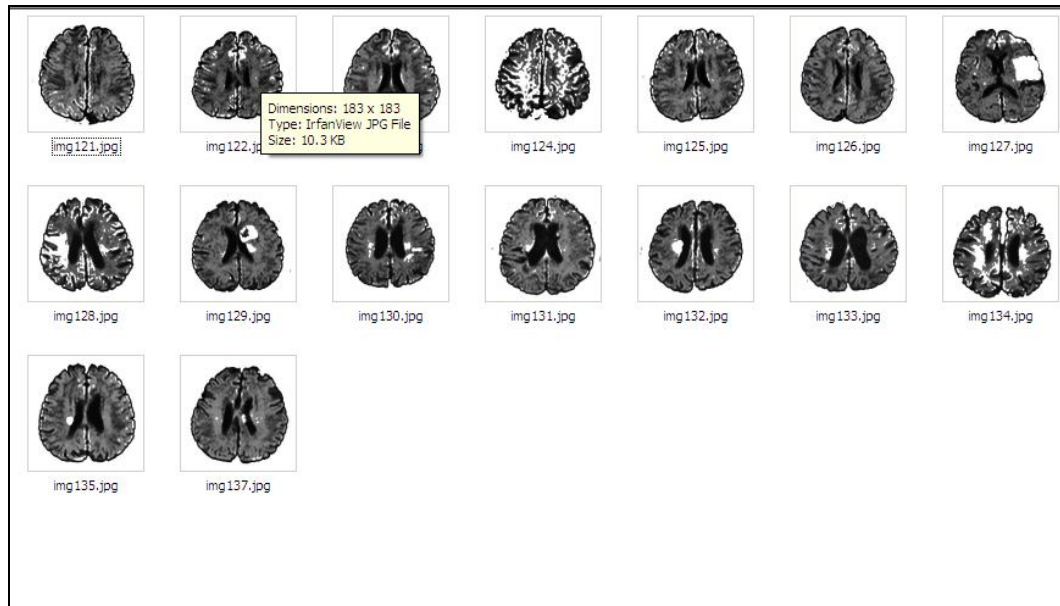 img121.jpg
img122.jp
g
img124.jpg
img125.jpg
img126.jpg
img127.jpg
Dimensions: 183 x 183
Type: IrfanView JPG File
Size: 10.3 KB
img128.jpg
img129.jpg
img130.jpg
img131.jpg
img132.jpg
img133.jpg
img134.jpg
img135.jpg
img137.jpg